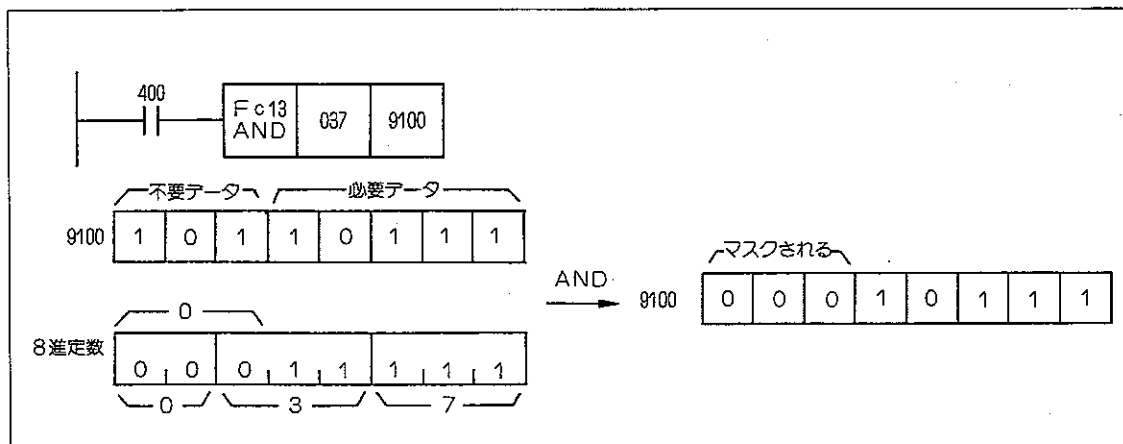 400
Fc13
AND
037
9100
不要データ 必要データ
9100 1 0 1 1 0 1 1 1
AND
マスクされる
9100 0 0 0 1 0 1 1 1
0
8進定数 0 0 0 1 1 1 1 1
0 3 7